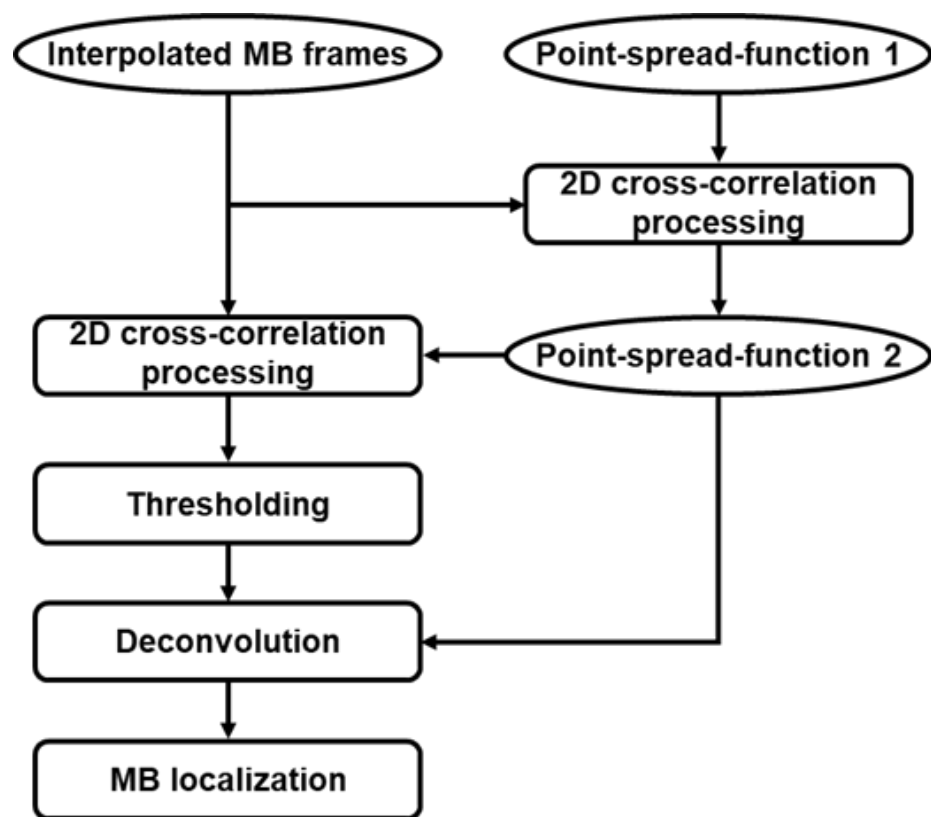 Interpolated MB frames
Point-spread-function 1
2D cross-correlation
processing
2D cross-correlation
processing
Point-spread-function 2
Thresholding
Deconvolution
MB localization